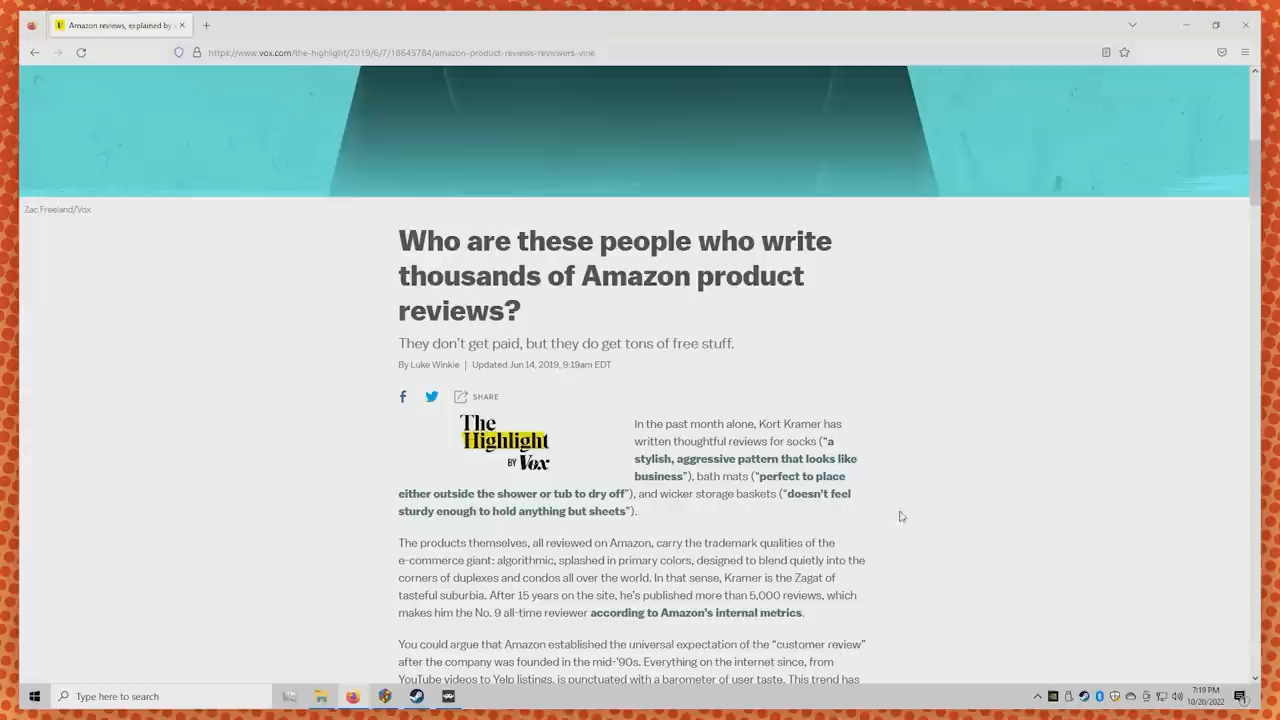 Amazon reviews, explained by a
https://www.vox.com/the-highlight/2019/6/7/18645784/amazon-product-reviews-reviewers-vine
Zac Freeland/Vox
Who are these people who write
thousands of Amazon product
reviews?
They don't get paid, but they do get tons of free stuff.
By Luke Winkie | Updated Jun 14, 2019, 9:19am EDT
SHARE
The
Highlight
BY Vox
In the past month alone, Kort Kramer has
written thoughtful reviews for socks (“a
stylish, aggressive pattern that looks like
business”), bath mats (“perfect to place
either outside the shower or tub to dry off”), and wicker storage baskets (“doesn't feel
sturdy enough to hold anything but sheets”).
The products themselves, all reviewed on Amazon, carry the trademark qualities of the
e-commerce giant: algorithmic, splashed in primary colors, designed to blend quietly into the
corners of duplexes and condos all over the world. In that sense, Kramer is the Zagat of
tasteful suburbia. After 15 years on the site, he's published more than 5,000 reviews, which
makes him the No. 9 all-time reviewer according to Amazon's internal metrics.
You could argue that Amazon established the universal expectation of the “customer review”
after the company was founded in the mid-'90s. Everything on the internet since, from
YouTube videos to Yelp listings, is punctuated with a barometer of user taste. This trend has
Type here to search
7:19 PM
10/20/2022